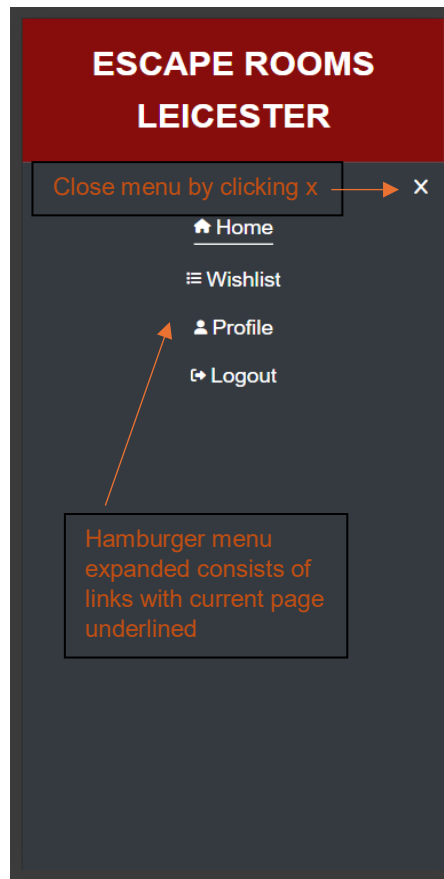 ESCAPE ROOMS
LEICESTER
Close menu by clicking x
X
Home
Wishlist
Profile
Logout
Hamburger menu
expanded consists of
links with current page
underlined